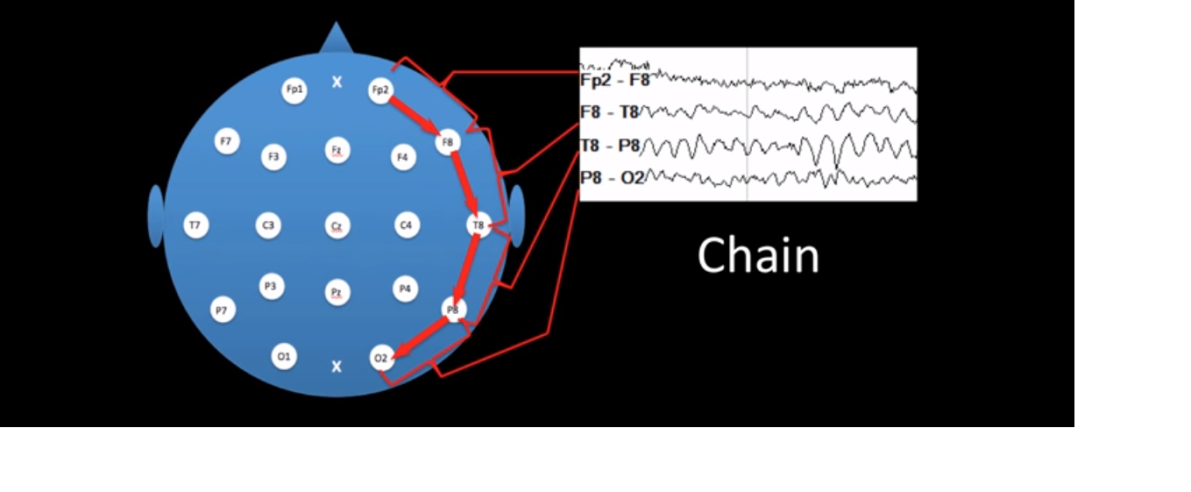 Fp1 X Fp2
F7 F3 Fz F4 F8
T7 C3 Cz C4 T8
P7 P3 Pz P4 P8
O1 X O2
Fp2 - F8
F8 - T8
T8 - P8
P8 - O2
Chain